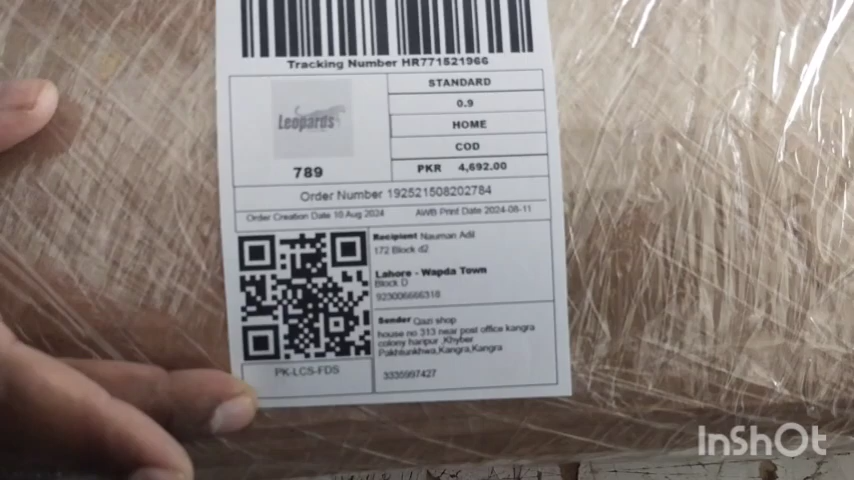 Tracking Number HR771521966
STANDARD
0.9
HOME
COD
PKR 4,692.00
Leopards
789
Order Number 192521508202784
Order Creation Date 10 Aug 2024 AWB Print Date 2024-08-11
Recipient Nauman Adil
172 Block d2
Lahore - Wapda Town
Block D
923006666318
Sender Qazi shop
house no 313 near post office kangra
colony haripur ,Khyber
Pakhtunkhwa,Kangra,Kangra
3335997427
PK-LCS-FDS
InShOt